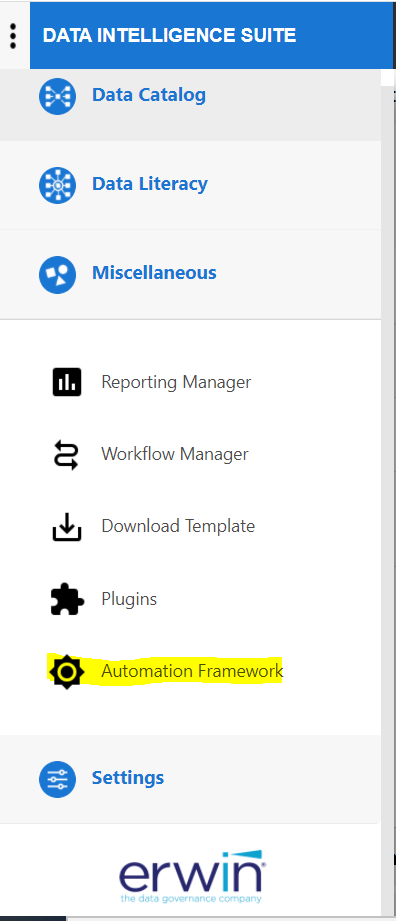 DATA INTELLIGENCE SUITE
Data Catalog
Data Literacy
Miscellaneous
Reporting Manager
Workflow Manager
Download Template
Plugins
Automation Framework
Settings
erwin®
the data governance company